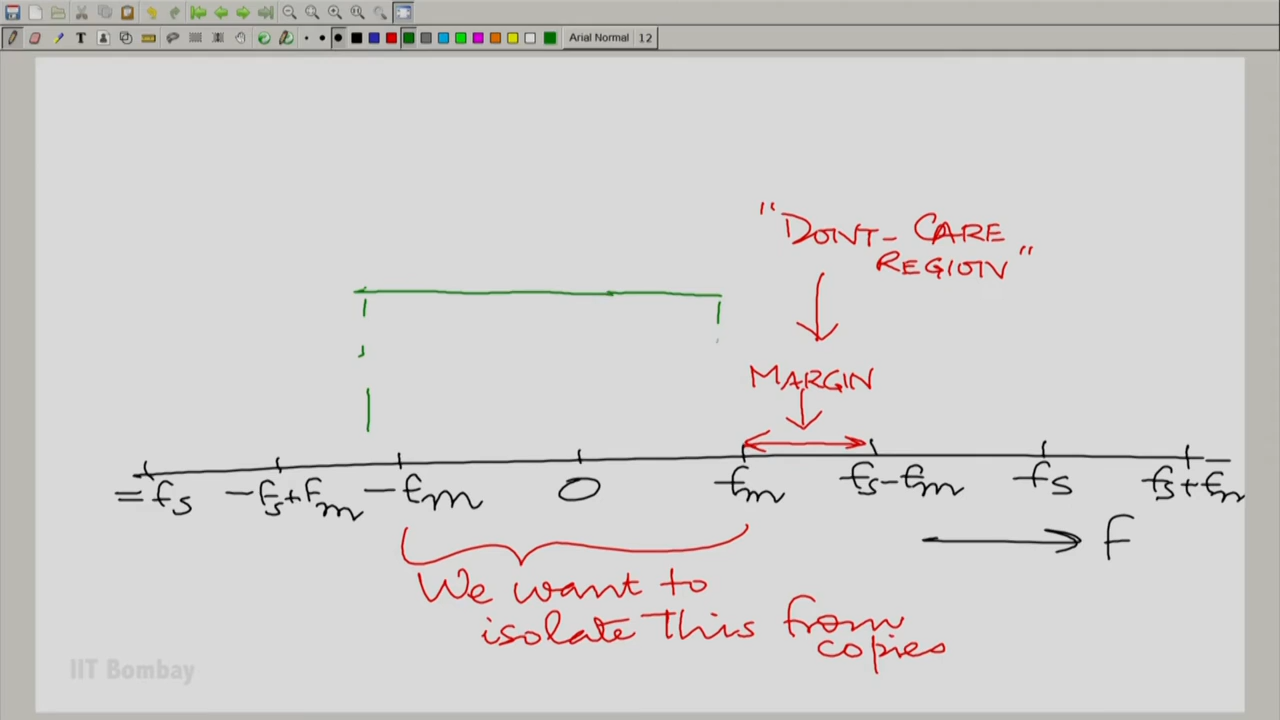 Arial Normal 12
"DONT-CARE
REGION"
MARGIN
=fs -fs+fm -fm 0 fm fs-fm fs fs+fm
f
We want to
isolate this from
copies
IIT Bombay